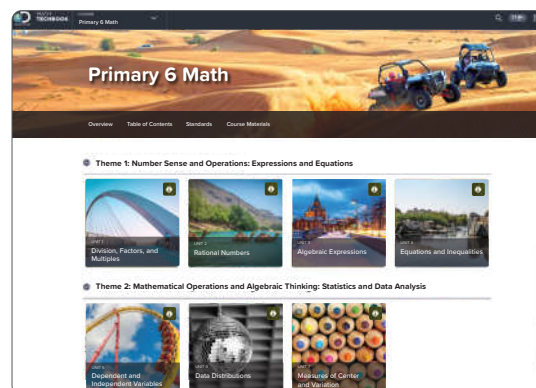 TECHBOOK
Primary 6 Math
Primary 6 Math
Overview Table of Contents Standards Course Materials
Theme 1: Number Sense and Operations: Expressions and Equations
Division, Factors, and
Multiples
Rational Numbers
Algebraic Expressions
Equations and Inequalities
Theme 2: Mathematical Operations and Algebraic Thinking: Statistics and Data Analysis
Dependent and
Independent Variables
Data Distributions
Measures of Center
and Variation